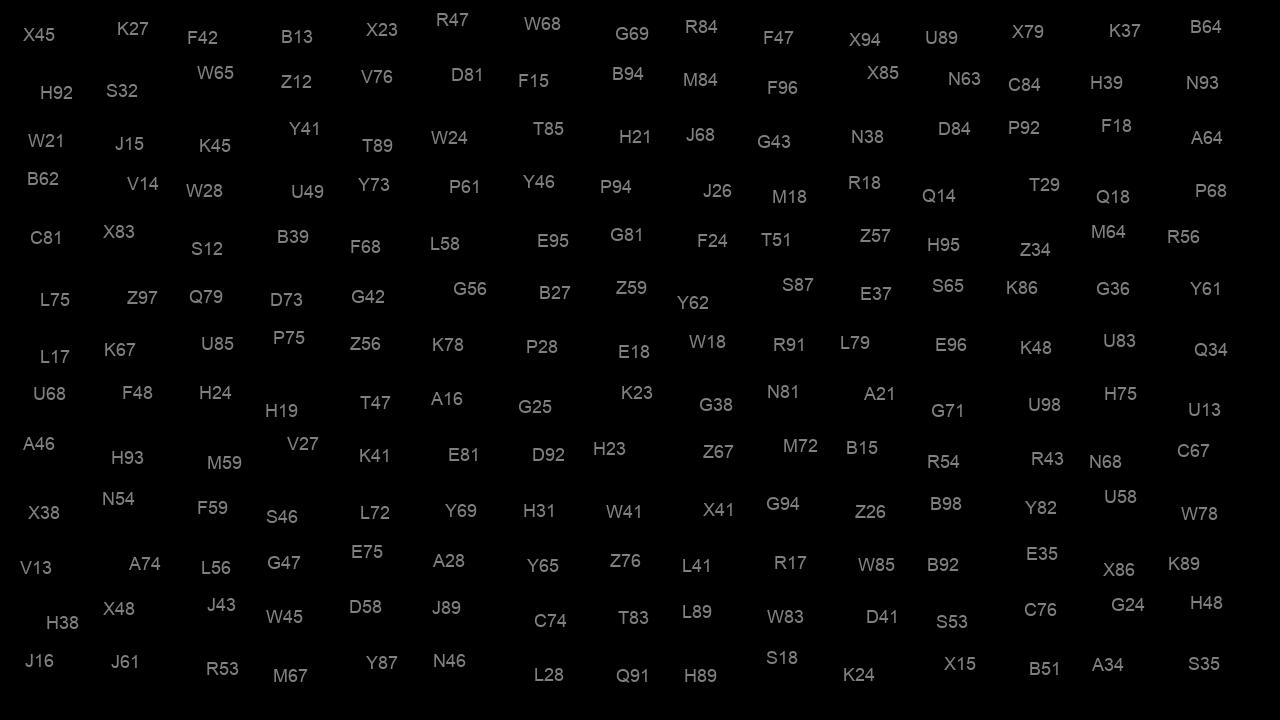 X45 K27 F42 B13 X23 R47 W68 G69 R84 F47 X94 U89 X79 K37 B64
H92 S32 W65 Z12 V76 D81 F15 B94 M84 F96 X85 N63 C84 H39 N93
W21 J15 K45 Y41 T89 W24 T85 H21 J68 G43 N38 D84 P92 F18 A64
B62 V14 W28 U49 Y73 P61 Y46 P94 J26 M18 R18 Q14 T29 Q18 P68
C81 X83 S12 B39 F68 L58 E95 G81 F24 T51 Z57 H95 Z34 M64 R56
L75 Z97 Q79 D73 G42 G56 B27 Z59 Y62 S87 E37 S65 K86 G36 Y61
L17 K67 U85 P75 Z56 K78 P28 E18 W18 R91 L79 E96 K48 U83 Q34
U68 F48 H24 H19 T47 A16 G25 K23 G38 N81 A21 G71 U98 H75 U13
A46 H93 M59 V27 K41 E81 D92 H23 Z67 M72 B15 R54 R43 N68 C67
X38 N54 F59 S46 L72 Y69 H31 W41 X41 G94 Z26 B98 Y82 U58 W78
V13 A74 L56 G47 E75 A28 Y65 Z76 L41 R17 W85 B92 E35 X86 K89
H38 X48 J43 W45 D58 J89 C74 T83 L89 W83 D41 S53 C76 G24 H48
J16 J61 R53 M67 Y87 N46 L28 Q91 H89 S18 K24 X15 B51 A34 S35